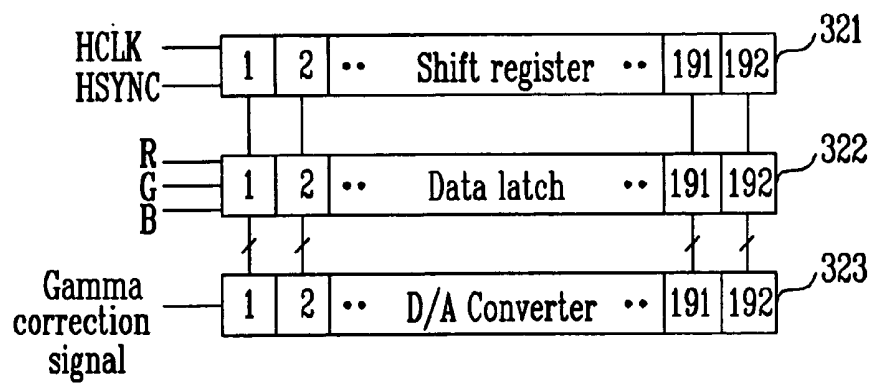 HCLK
HSYNC
1 2 •• Shift register •• 191 192
321
R
G
B
1 2 •• Data latch •• 191 192
322
Gamma
correction
signal
1 2 •• D/A Converter •• 191 192
323